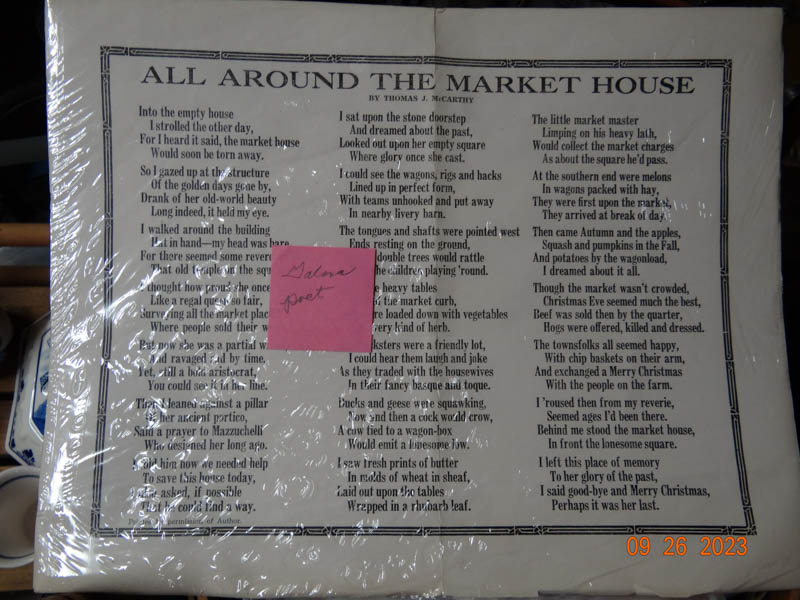 ALL AROUND THE MARKET HOUSE
BY THOMAS J. McCARTHY
Into the empty house
I strolled the other day,
For I heard it said, the market house
Would soon be torn away.
So I gazed up at the structure
Of the golden days gone by,
Drank of her old-world beauty
Long indeed, it held my eye.
I walked around the building
Hat in hand—my head was bare
For there seemed some
That old temple on the
I thought how proud she once
Like a regal queen so fair,
Surveying all the market place
Where people sold their
But now she was a partial
And ravaged by time.
Yet, still a bold aristocrat,
You could see it in her line.
Then I leaned against a pillar
Of her ancient portico,
Said a prayer to Mazzuchelli
Who designed her long ago.
I told him now we needed help
To save this house today,
asked, if possible
That he could find a way.
Printed by permission of Author.
I sat upon the stone doorstep
And dreamed about the past,
Looked out upon her empty square
Where glory once she cast.
I could see the wagons, rigs and hacks
Lined up in perfect form,
With teams unhooked and put away
In nearby livery barn.
The tongues and shafts were pointed west
Ends resting on the ground,
double trees would rattle
the children, playing 'round.
heavy tables
the market curb,
loaded down with vegetables
every kind of herb.
were a friendly lot,
I could hear them laugh and joke
As they traded with the housewives
In their fancy basque and toque.
Ducks and geese were squawking,
Now and then a cock would crow,
A cow tied to a wagon-box
Would emit a lonesome low.
I saw fresh prints of butter
In molds of wheat in sheaf,
Laid out upon the tables
Wrapped in a rhubarb leaf.
The little market master
Limping on his heavy lath,
Would collect the market charges
As about the square he'd pass.
At the southern end were melons
In wagons packed with hay,
They were first upon the market,
They arrived at break of day.
Then came Autumn and the apples,
Squash and pumpkins in the Fall,
And potatoes by the wagonload,
I dreamed about it all.
Though the market wasn't crowded,
Christmas Eve seemed much the best,
Beef was sold then by the quarter,
Hogs were offered, killed and dressed.
The townsfolks all seemed happy,
With chip baskets on their arm,
And exchanged a Merry Christmas
With the people on the farm.
I 'roused then from my reverie,
Seemed ages I'd been there.
Behind me stood the market house,
In front the lonesome square.
I left this place of memory
To her glory of the past,
I said good-bye and Merry Christmas,
Perhaps it was her last.
Galena
poet
09 26 2023